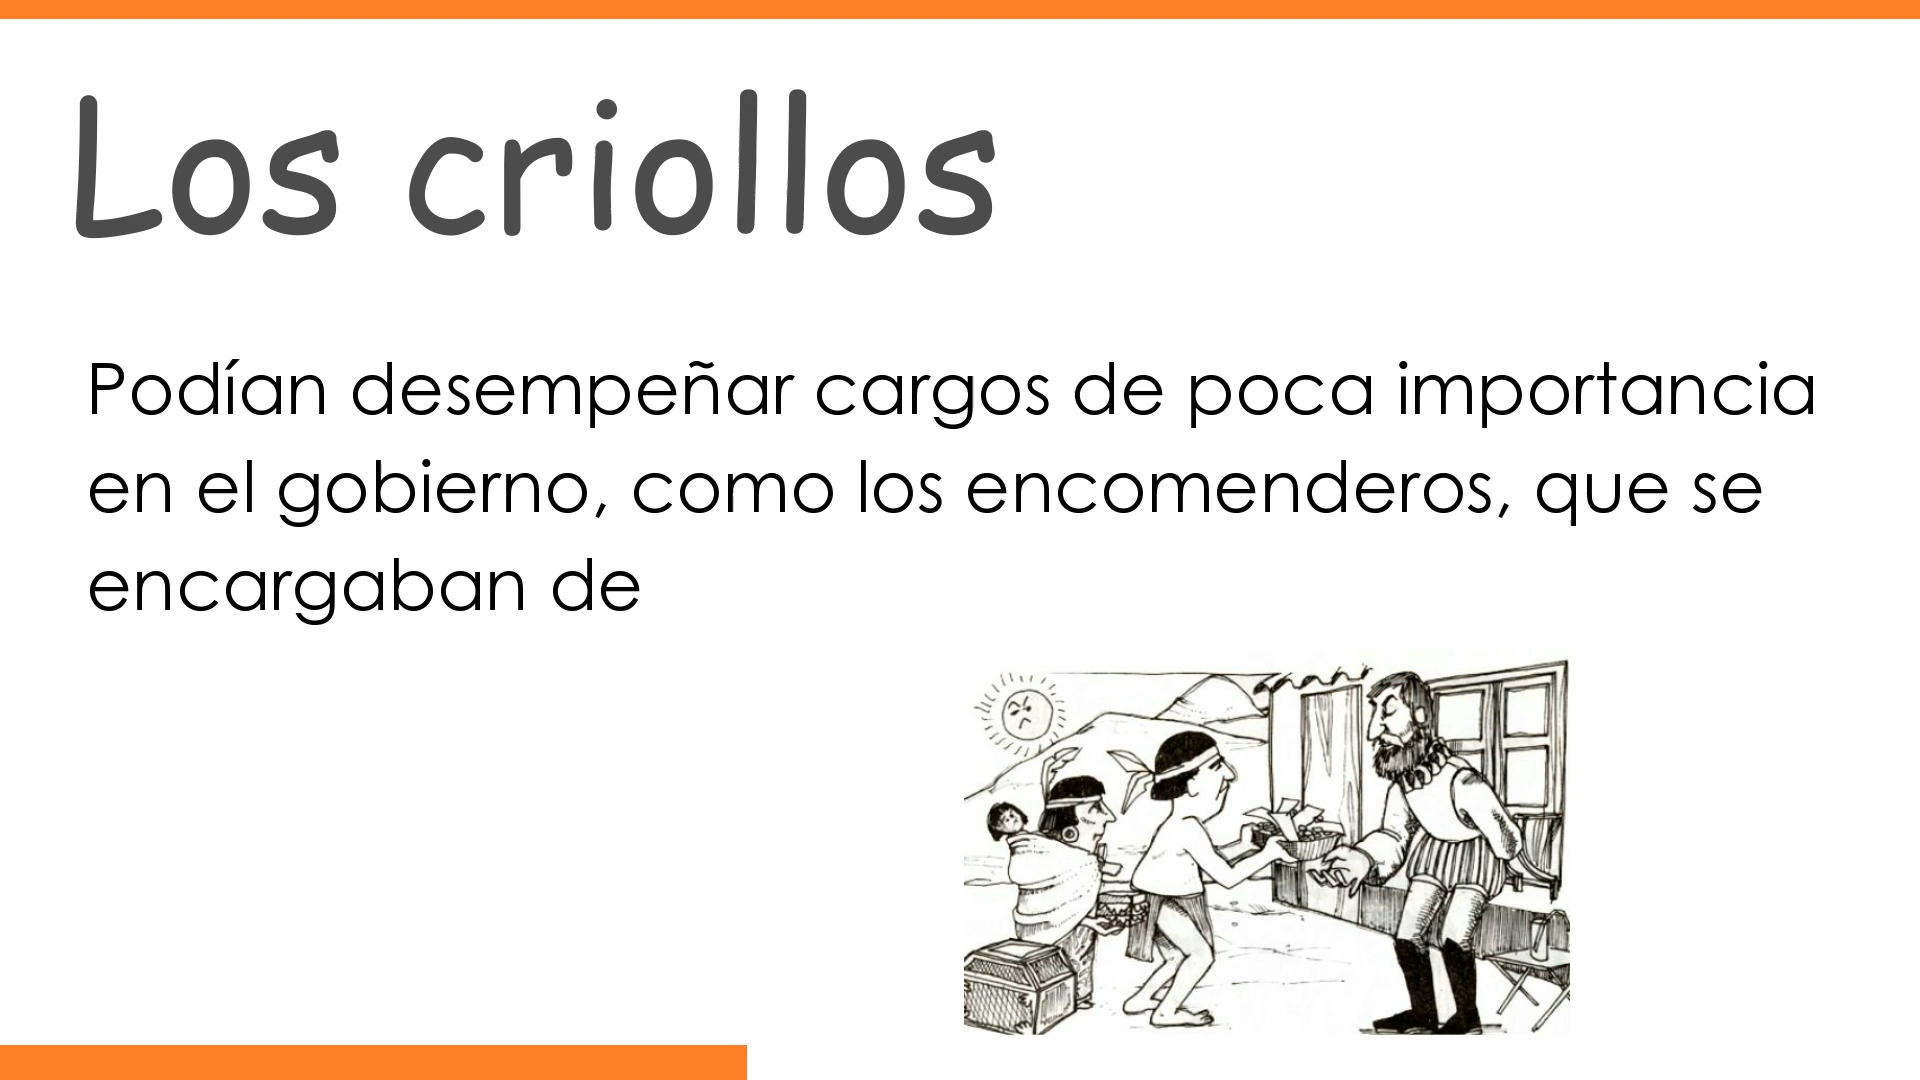 Los criollos
Podían desempeñar cargos de poca importancia
en el gobierno, como los encomenderos, que se
encargaban de